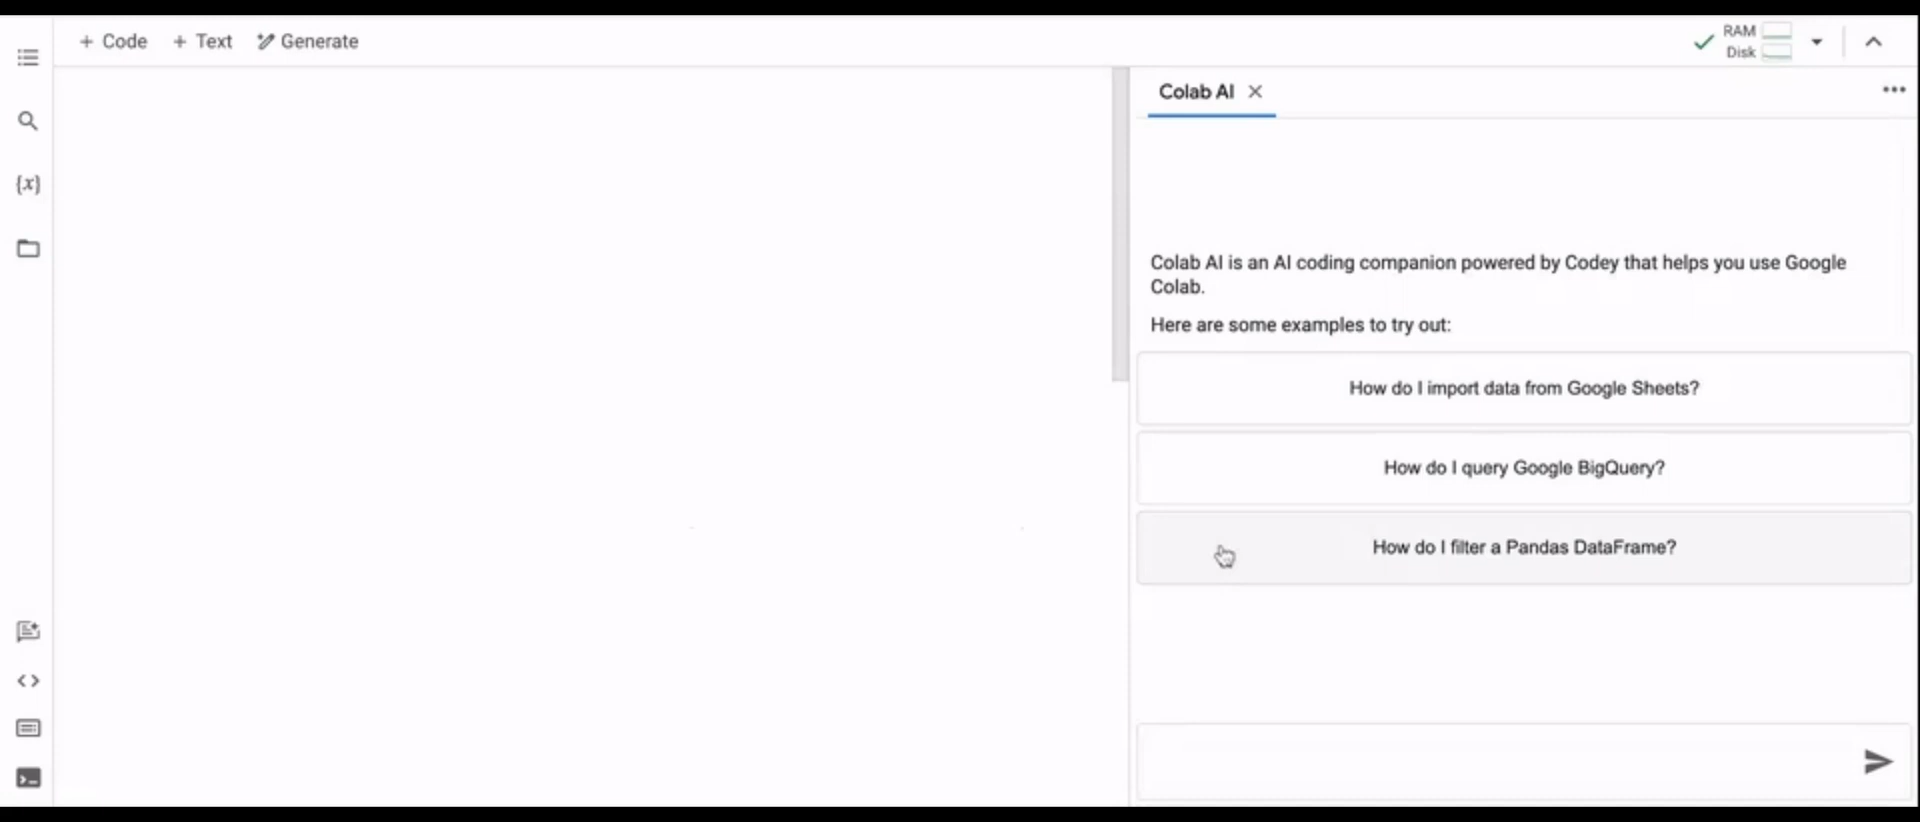 + Code + Text Generate
RAM
Disk
{x}
Colab AI
Colab AI is an AI coding companion powered by Codey that helps you use Google
Colab.
Here are some examples to try out:
How do I import data from Google Sheets?
How do I query Google BigQuery?
How do I filter a Pandas DataFrame?